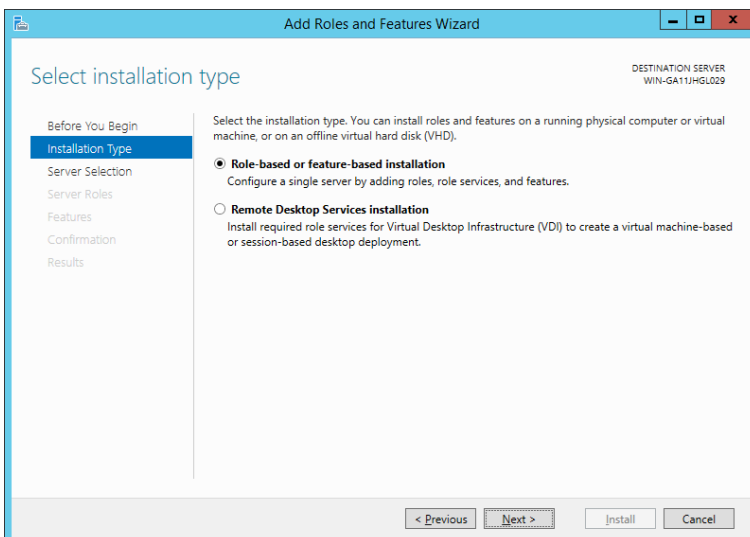 Add Roles and Features Wizard
Select installation type
DESTINATION SERVER
WIN-GA11JHGL029
Before You Begin
Installation Type
Server Selection
Server Roles
Features
Confirmation
Results
Select the installation type. You can install roles and features on a running physical computer or virtual
machine, or on an offline virtual hard disk (VHD).
Role-based or feature-based installation
Configure a single server by adding roles, role services, and features.
Remote Desktop Services installation
Install required role services for Virtual Desktop Infrastructure (VDI) to create a virtual machine-based
or session-based desktop deployment.
< Previous
Next >
Install
Cancel